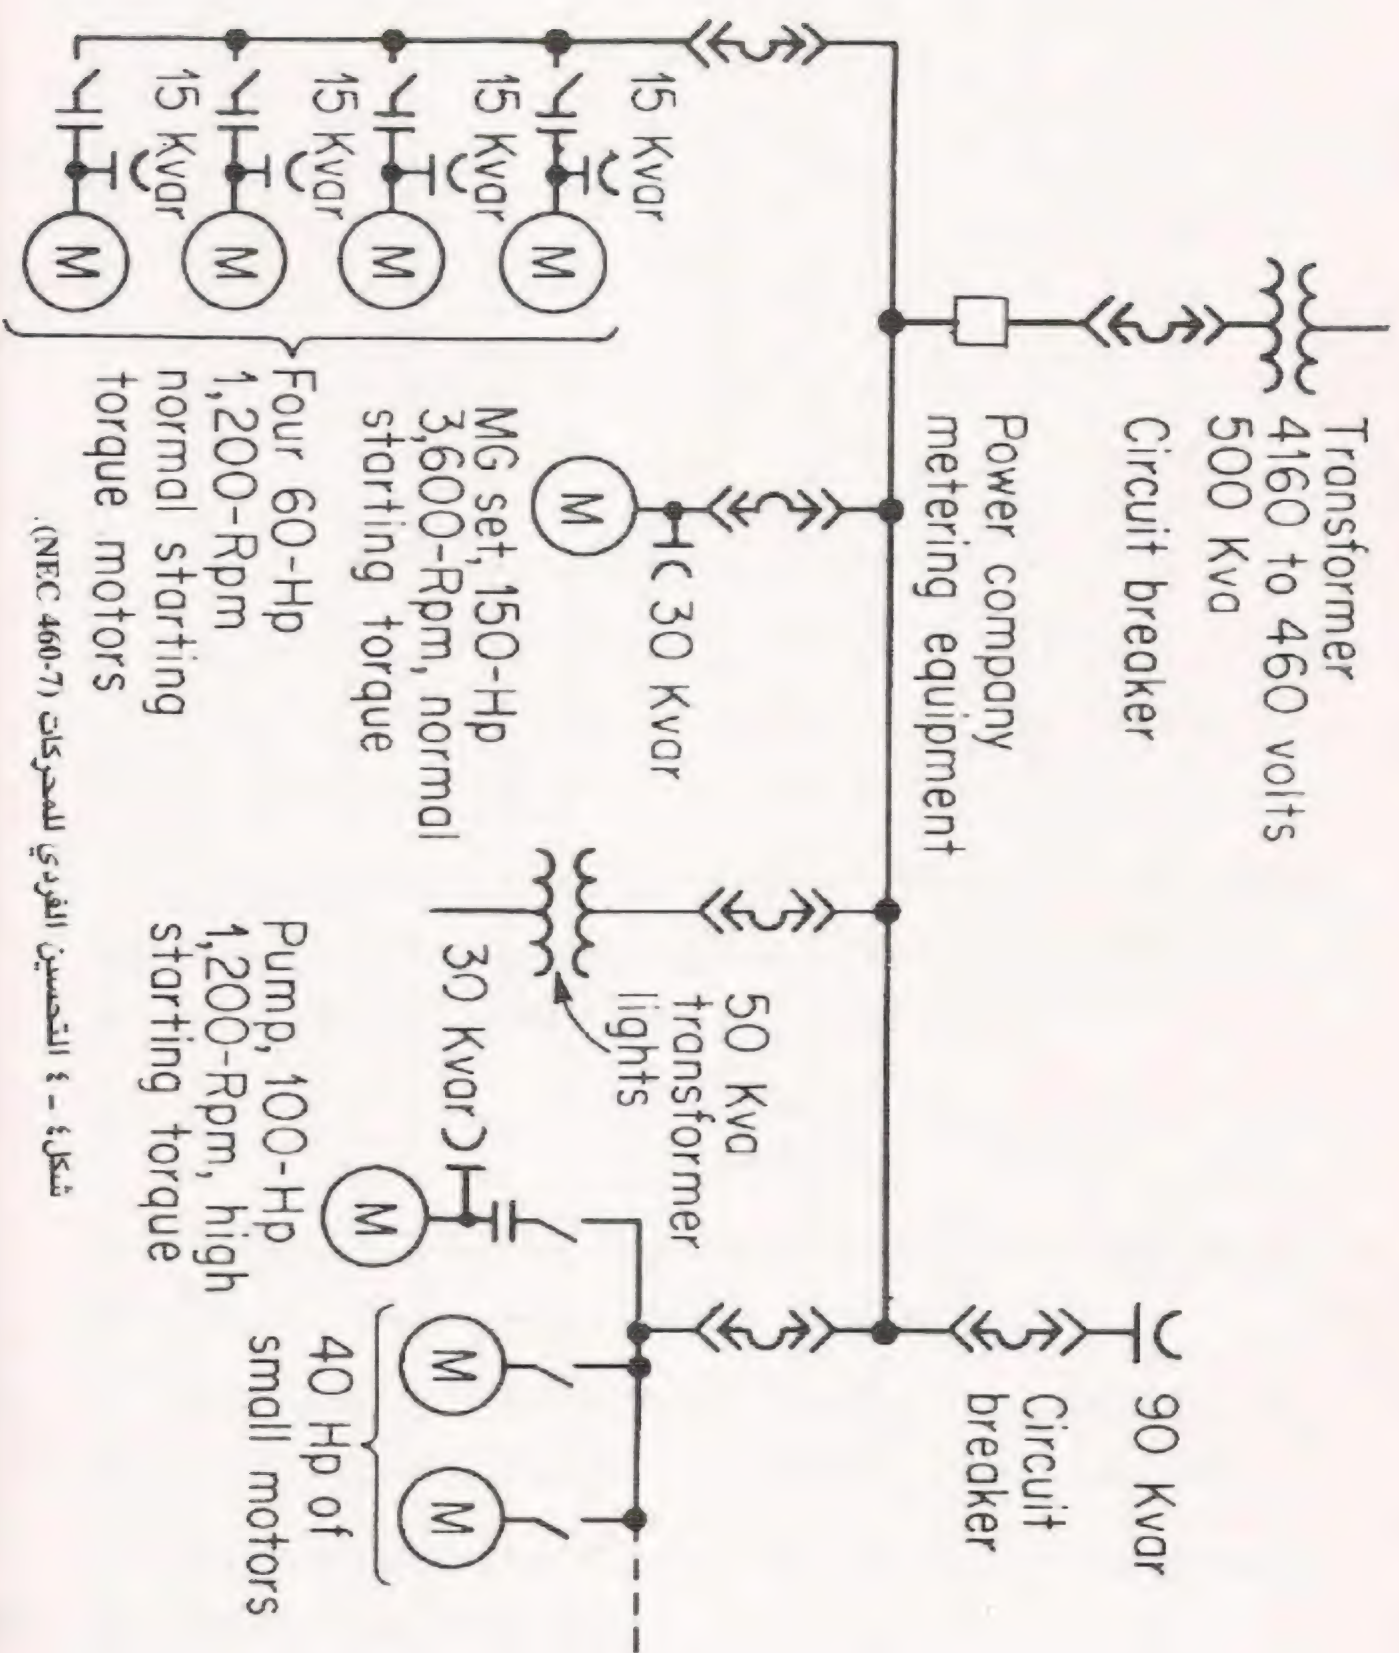 Transformer
4160 to 460 volts
500 Kva
Circuit breaker
Power company
metering equipment
90 Kvar
Circuit
breaker
15 Kvar
15 Kvar
15 Kvar
15 Kvar
M
M
M
M
Four 60-Hp
1,200-Rpm
normal starting
torque motors
30 Kvar
M
MG set, 150-Hp
3,600-Rpm, normal
starting torque
50 Kva
transformer
lights
30 Kvar
M
Pump, 100-Hp
1,200-Rpm, high
starting torque
M
M
40 Hp of
small motors
شكل ٤ - ٤ التحسين الفردي للمحركات (NEC 460-7).